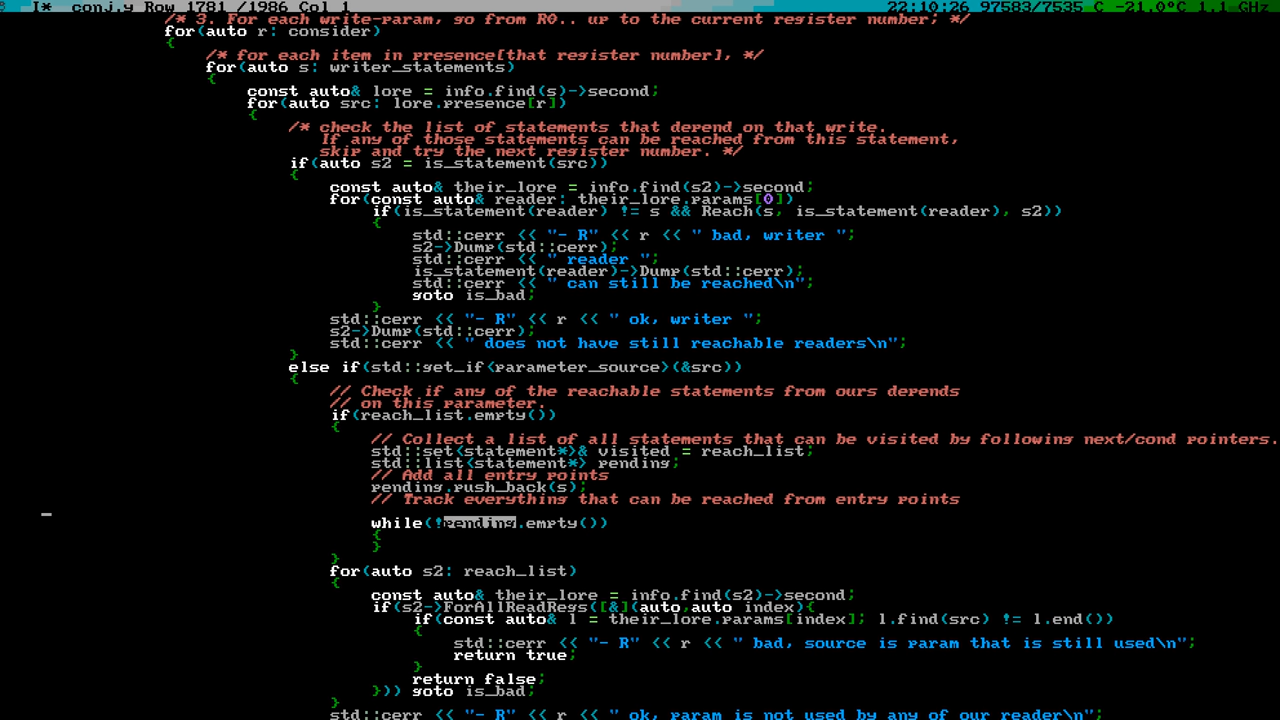 I* conj.y Row 1781 /1986 Col 1 22:10:26 97583/7535 C -21.0°C 1.1 GHz
/* 3. For each write-param, go from R0.. up to the current register number; */
for(auto r: consider)
{
/* for each item in presence[that register number], */
for(auto s: writer_statements)
{
const auto& lore = info.find(s)->second;
for(auto src: lore.presence[r])
{
/* check the list of statements that depend on that write.
If any of those statements can be reached from this statement,
skip and try the next register number. */
if(auto s2 = is_statement(src))
{
const auto& their_lore = info.find(s2)->second;
for(const auto& reader: their_lore.params[0])
if(is_statement(reader) != s && Reach(s, is_statement(reader), s2))
{
std::cerr << "- R" << r << " bad, writer ";
s2->Dump(std::cerr);
std::cerr << " reader ";
is_statement(reader)->Dump(std::cerr);
std::cerr << " can still be reached\n";
goto is_bad;
}
std::cerr << "- R" << r << " ok, writer ";
s2->Dump(std::cerr);
std::cerr << " does not have still reachable readers\n";
}
else if(std::get_if<parameter_source>(&src))
{
// Check if any of the reachable statements from ours depends
// on this parameter.
if(reach_list.empty())
{
// Collect a list of all statements that can be visited by following next/cond pointers.
std::set<statement*>& visited = reach_list;
std::list<statement*> pending;
// Add all entry points
pending.push_back(s);
// Track everything that can be reached from entry points
while(!pending.empty())
{
}
}
for(auto s2: reach_list)
{
const auto& their_lore = info.find(s2)->second;
if(s2->ForAllReadRegs([&](auto,auto index){
if(const auto& l = their_lore.params[index]; l.find(src) != l.end())
{
std::cerr << "- R" << r << " bad, source is param that is still used\n";
return true;
}
return false;
})) goto is_bad;
}
std::cerr << "- R" << r << " ok, param is not used by any of our reader\n";